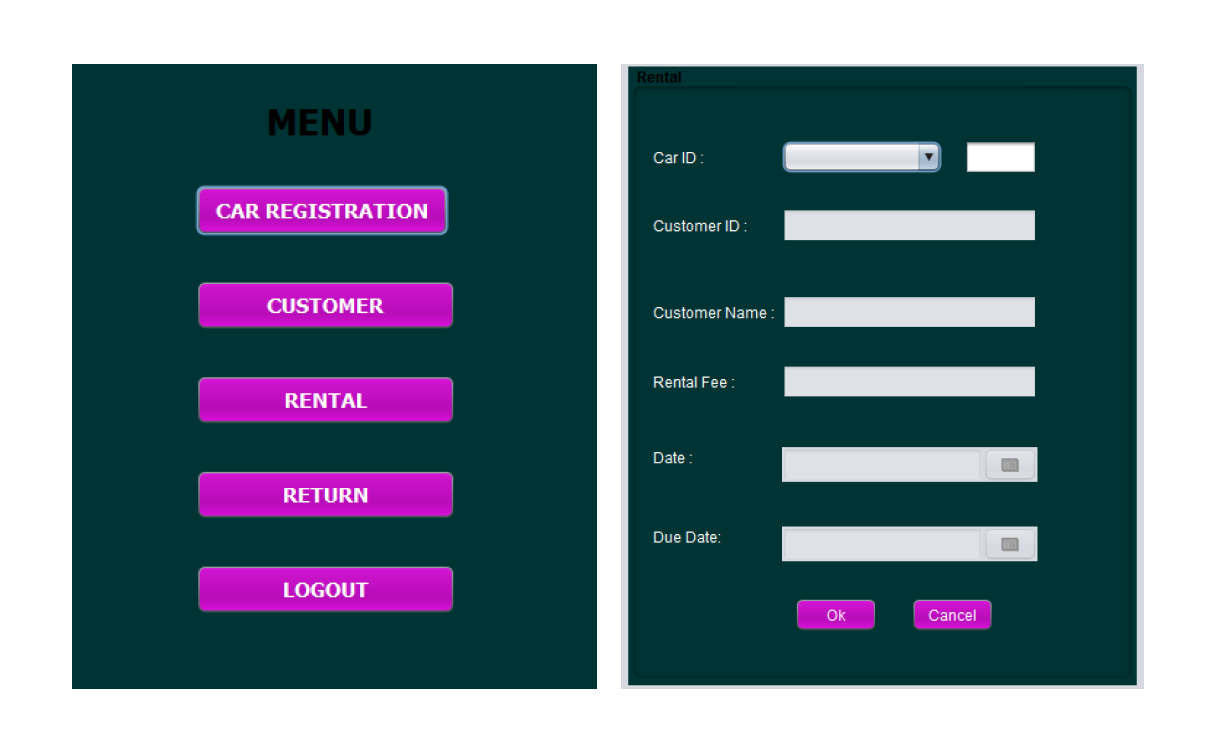 MENU
CAR REGISTRATION
CUSTOMER
RENTAL
RETURN
LOGOUT
Rental
Car ID :
Customer ID :
Customer Name :
Rental Fee :
Date :
Due Date:
Ok Cancel